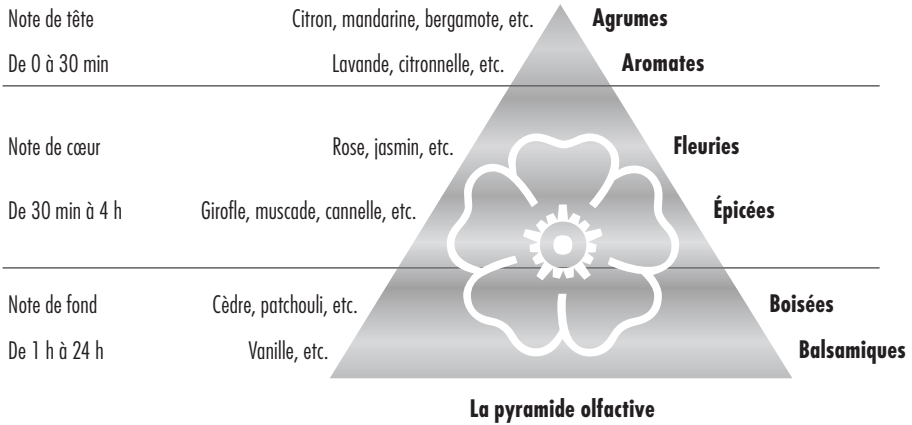 Note de tête Citron, mandarine, bergamote, etc. Agrumes
De 0 à 30 min Lavande, citronnelle, etc. Aromates
Note de cœur Rose, jasmin, etc. Fleuries
De 30 min à 4 h Girofle, muscade, cannelle, etc. Épicées
Note de fond Cèdre, patchouli, etc. Boisées
De 1 h à 24 h Vanille, etc. Balsamiques
La pyramide olfactive